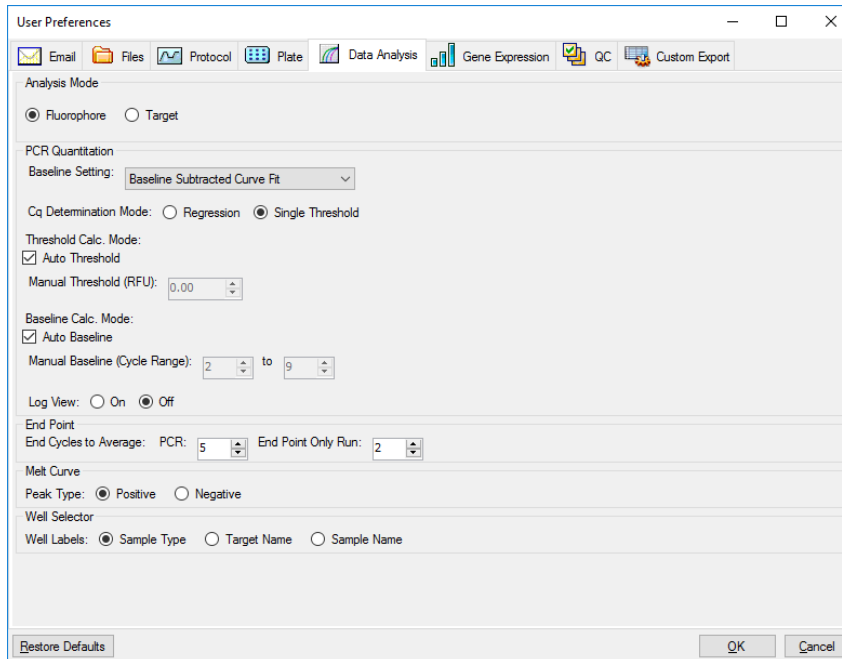 User Preferences
Email Files Protocol Plate Data Analysis Gene Expression QC Custom Export
Analysis Mode
Fluorophore Target
PCR Quantitation
Baseline Setting: Baseline Subtracted Curve Fit
Cq Determination Mode: Regression Single Threshold
Threshold Calc. Mode:
Auto Threshold
Manual Threshold (RFU): 0.00
Baseline Calc. Mode:
Auto Baseline
Manual Baseline (Cycle Range): 2 to 9
Log View: On Off
End Point
End Cycles to Average: PCR: 5 End Point Only Run: 2
Melt Curve
Peak Type: Positive Negative
Well Selector
Well Labels: Sample Type Target Name Sample Name
Restore Defaults OK Cancel